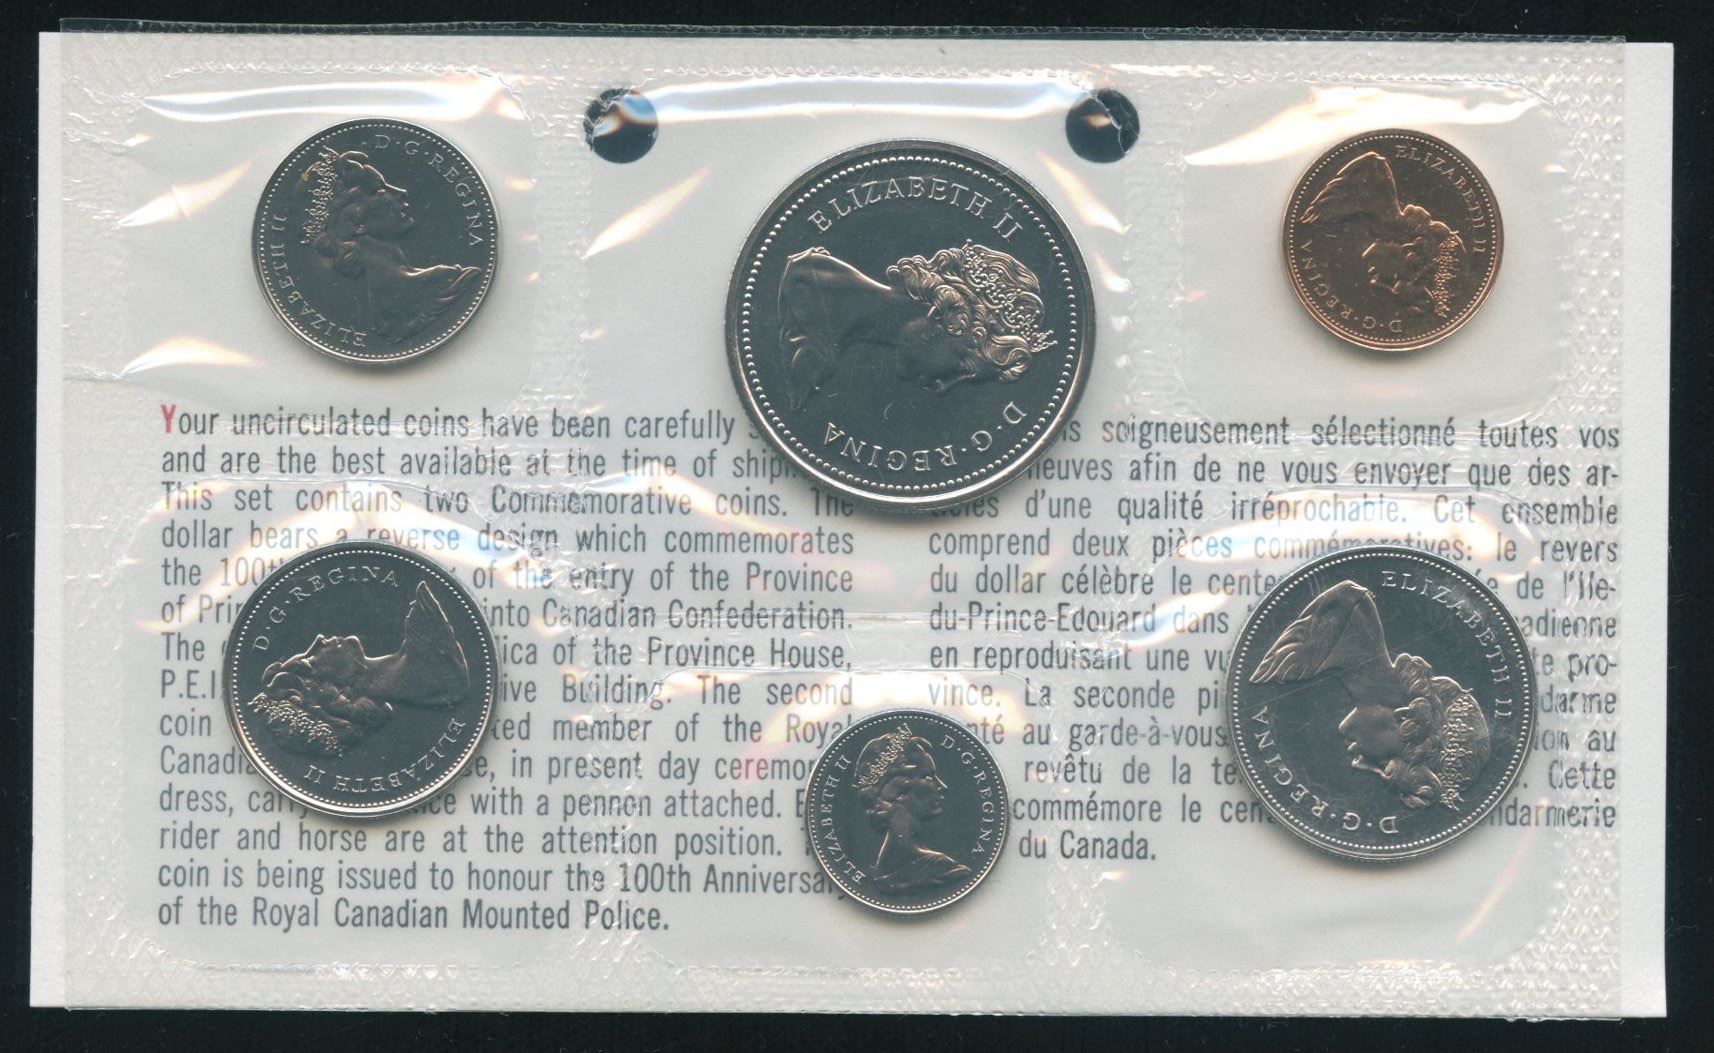 D·G·REGINA
ELIZABETH II
ELIZABETH II
D·G·REGINA
ELIZABETH II
D·G·REGINA
Your uncirculated coins have been carefully
and are the best available at the time of
This set contains two Commemorative coins. The
dollar bears a reverse design which commemorates
the of the entry of the Province
of into Canadian Confederation.
The of the Province House,
Building. The second
coin member of the Royal
in present day
dress, with a pennon attached.
rider and horse are at the attention position.
coin is being issued to honour the 100th Anniversary
of the Royal Canadian Mounted Police.
soigneusement sélectionné toutes vos
neuves afin de ne vous envoyer que des ar-
ticles d'une qualité irréprochable. Cet ensemble
comprend deux pièces commémoratives: le revers
du dollar célèbre le de l'Ile-
du-Prince-Edouard dans
en reproduisant une pro-
vince. La seconde
au garde-à-vous au
revêtu de la Cette
commémore le
du Canada.
D·G·REGINA
ELIZABETH II
ELIZABETH II
D·G·REGINA
ELIZABETH II
D·G·REGINA